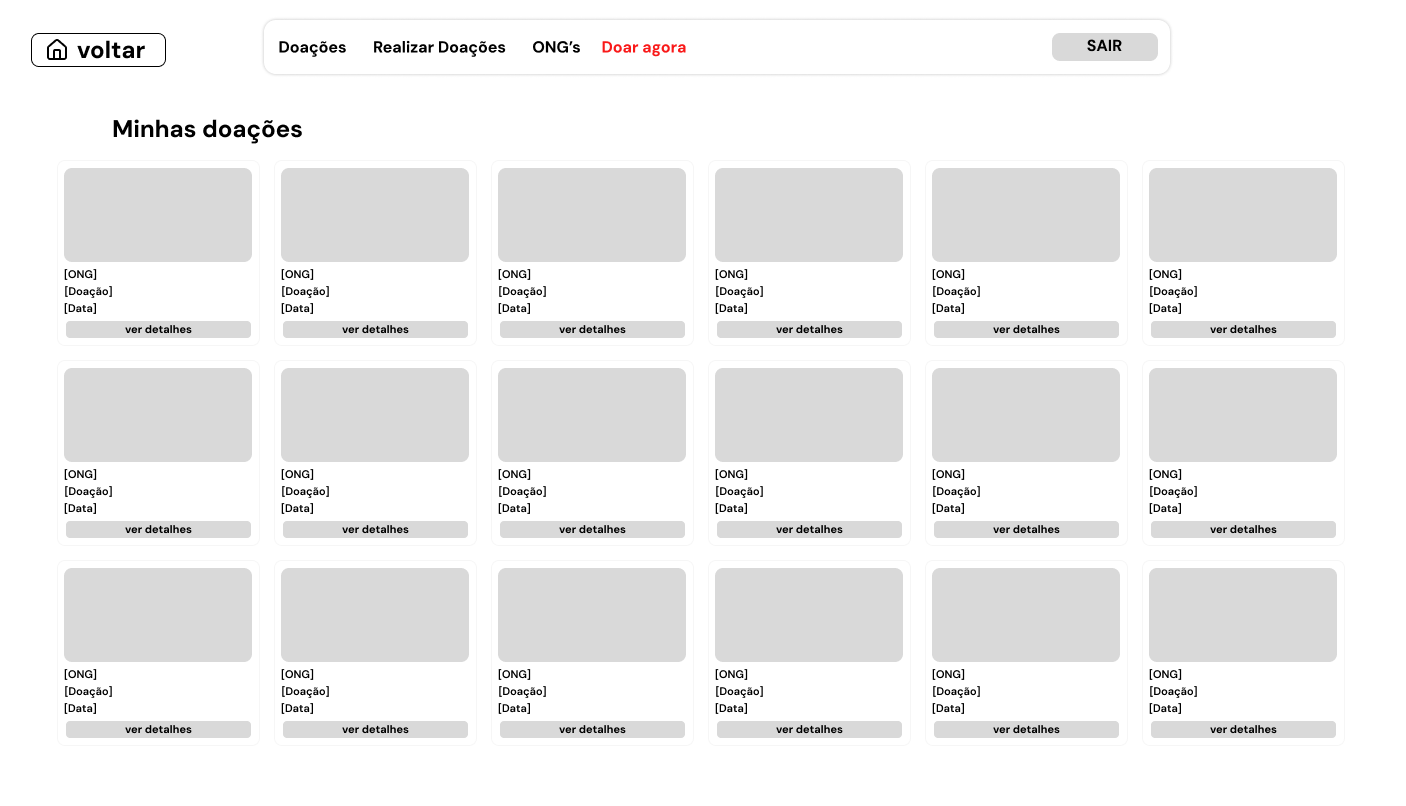 voltar
Doações Realizar Doações ONG’s Doar agora SAIR
Minhas doações
[ONG] [ONG] [ONG] [ONG] [ONG] [ONG]
[Doação] [Doação] [Doação] [Doação] [Doação] [Doação]
[Data] [Data] [Data] [Data] [Data] [Data]
ver detalhes ver detalhes ver detalhes ver detalhes ver detalhes ver detalhes
[ONG] [ONG] [ONG] [ONG] [ONG] [ONG]
[Doação] [Doação] [Doação] [Doação] [Doação] [Doação]
[Data] [Data] [Data] [Data] [Data] [Data]
ver detalhes ver detalhes ver detalhes ver detalhes ver detalhes ver detalhes
[ONG] [ONG] [ONG] [ONG] [ONG] [ONG]
[Doação] [Doação] [Doação] [Doação] [Doação] [Doação]
[Data] [Data] [Data] [Data] [Data] [Data]
ver detalhes ver detalhes ver detalhes ver detalhes ver detalhes ver detalhes